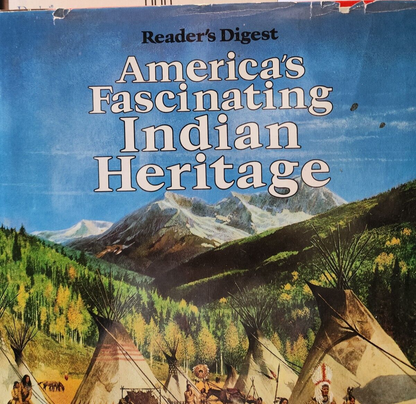 Reader's Digest
America's
Fascinating
Indian
Heritage